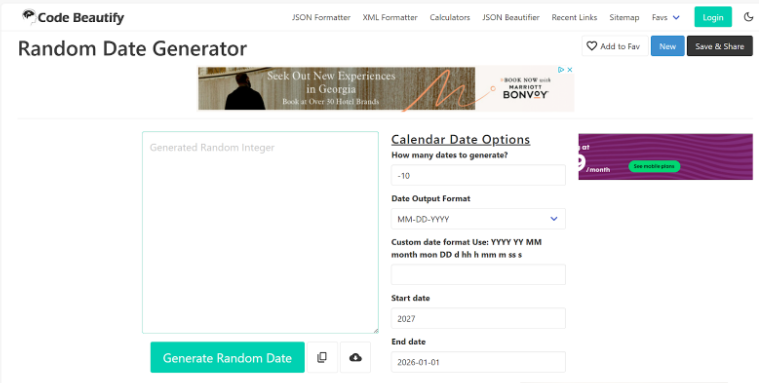 Code Beautify
JSON Formatter XML Formatter Calculators JSON Beautifier Recent Links Sitemap Favs Login
Random Date Generator
Add to Fav New Save & Share
Seek Out New Experiences
in Georgia
Book at Over 30 Hotel Brands
BOOK NOW with
MARRIOTT
BONVOY
Generated Random Integer
Calendar Date Options
How many dates to generate?
-10
Date Output Format
MM-DD-YYYY
Custom date format Use: YYYY YY MM
month mon DD d hh h mm m ss s
Start date
2027
End date
2026-01-01
Generate Random Date
at
/month
See mobile plans